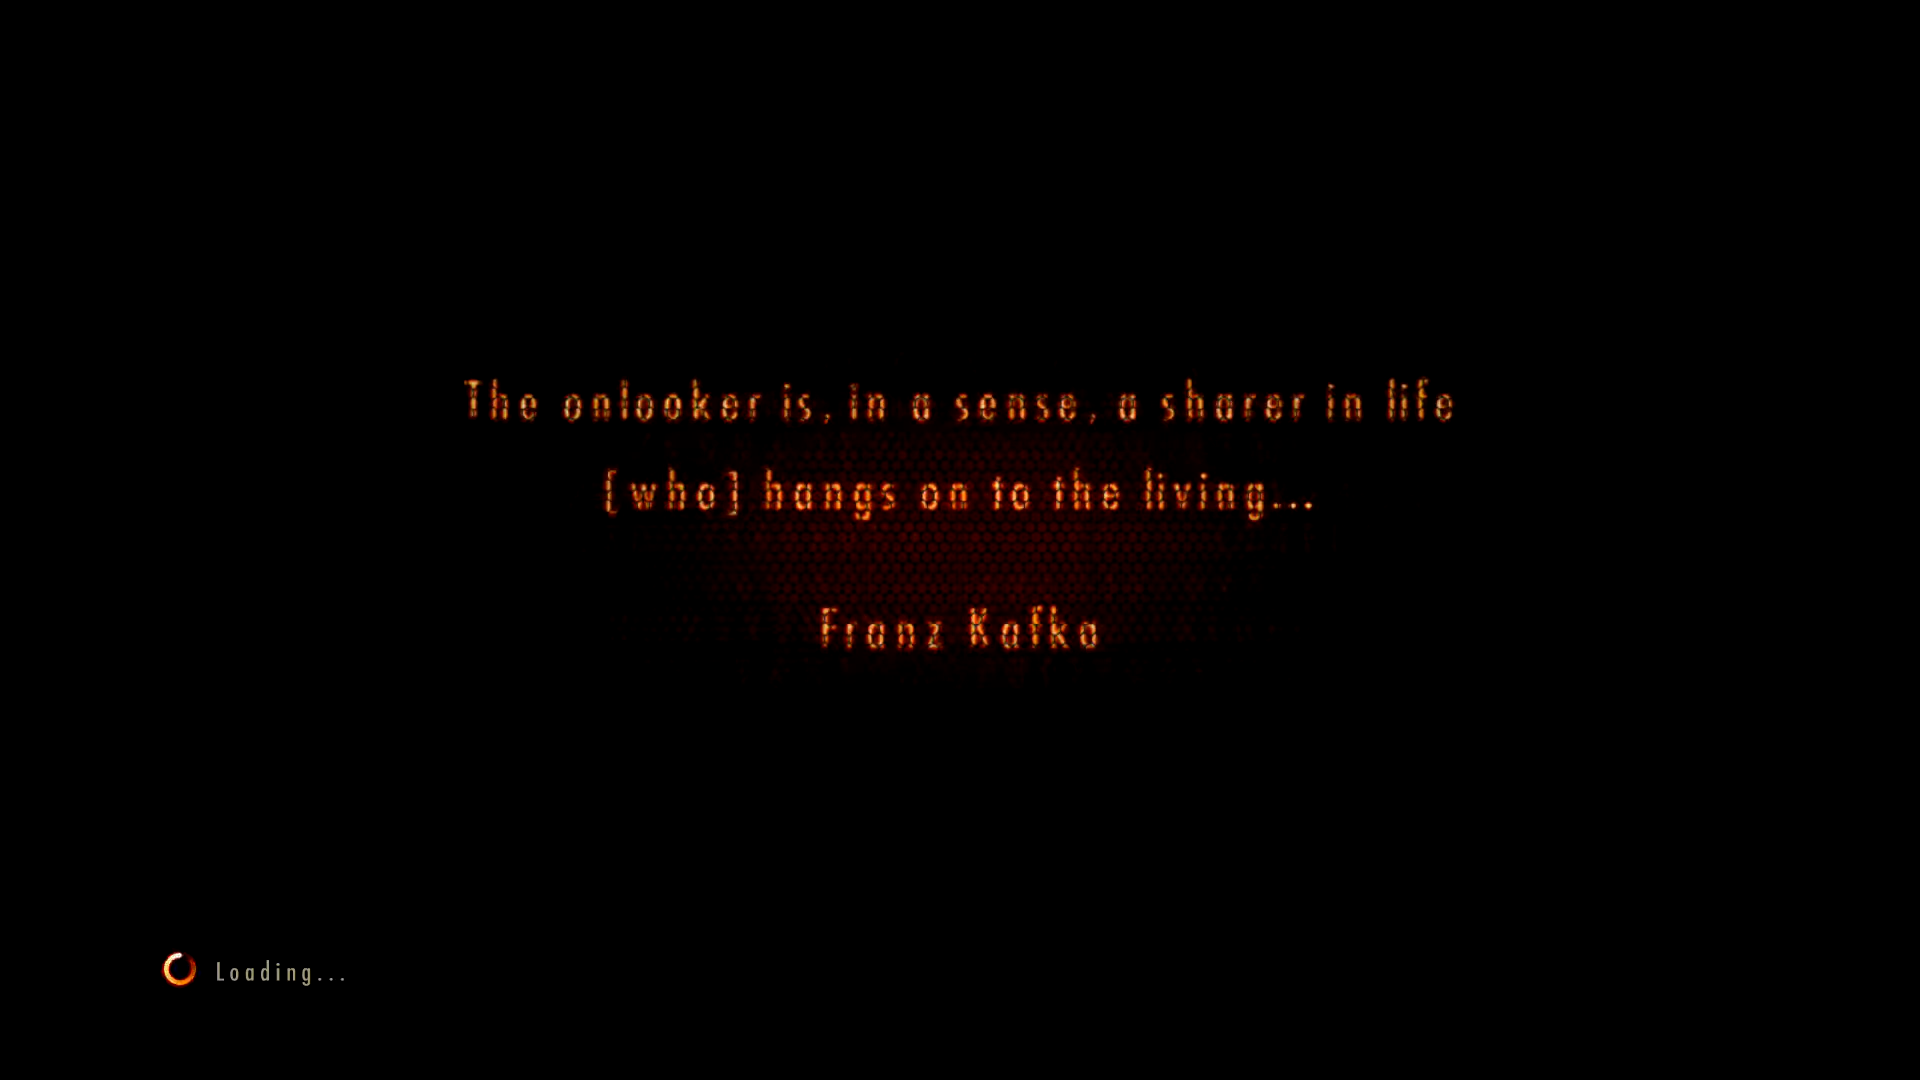 The onlooker is, in a sense, a sharer in life
[who] hangs on to the living...
Franz Kafka
Loading...